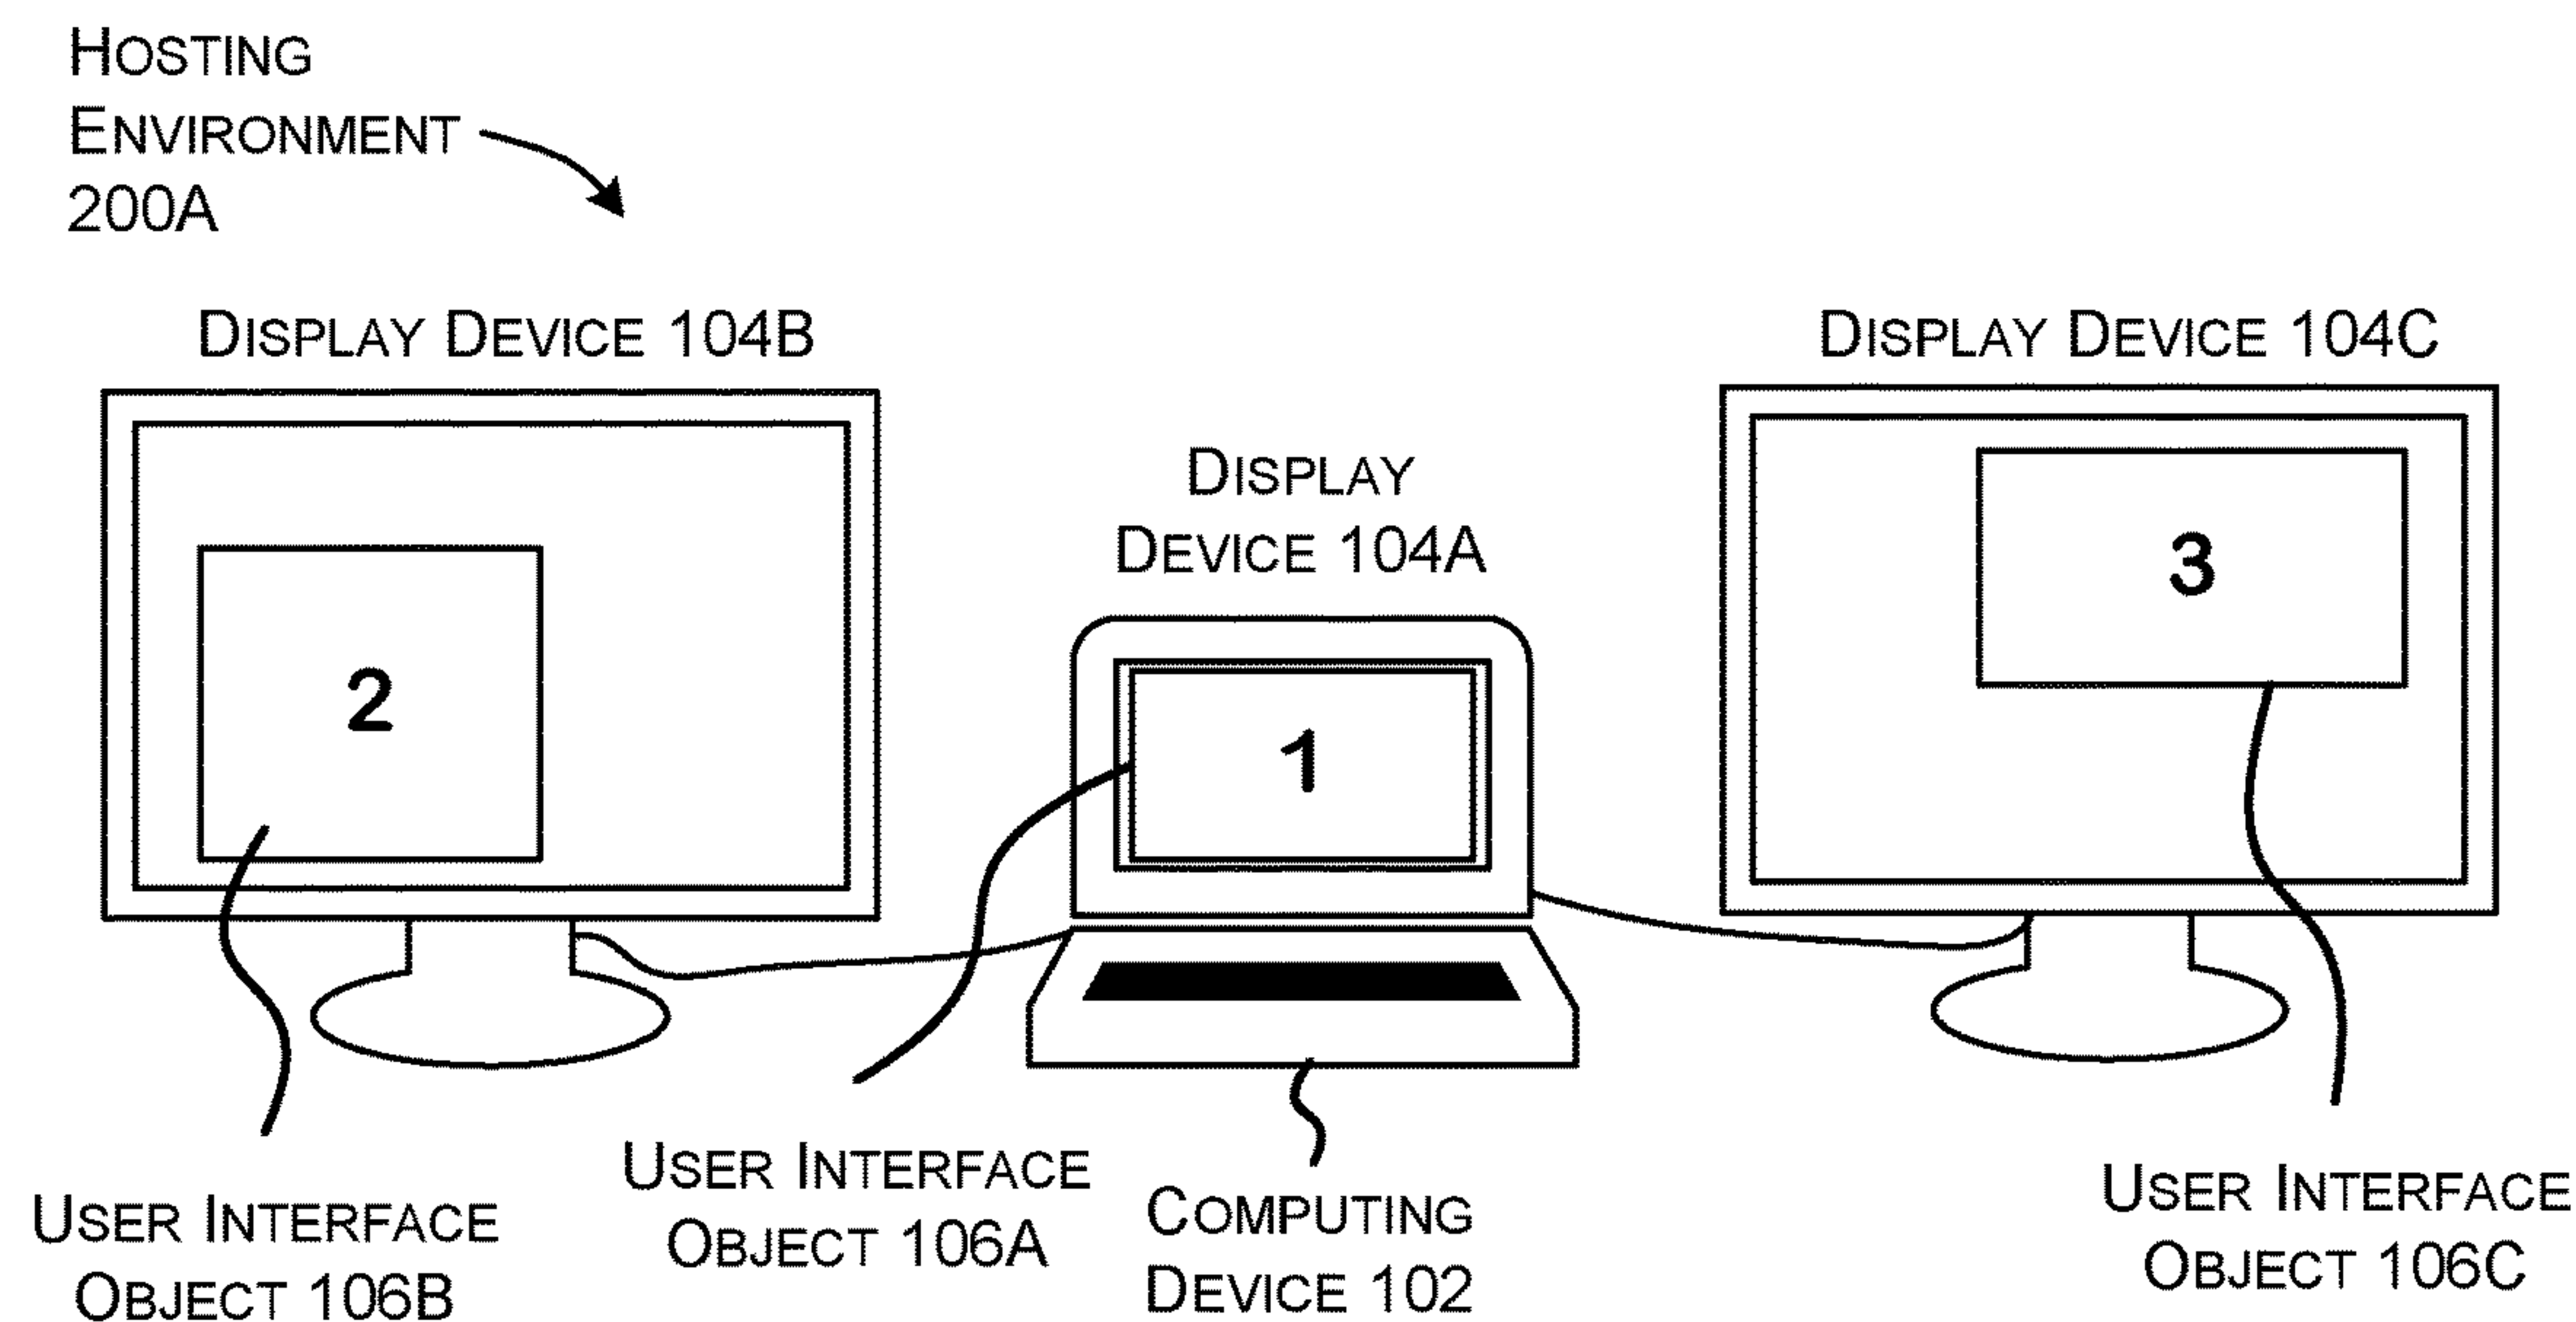 HOSTING
ENVIRONMENT
200A
DISPLAY DEVICE 104B
DISPLAY DEVICE 104C
DISPLAY
DEVICE 104A
2
1
3
USER INTERFACE
OBJECT 106B
USER INTERFACE
OBJECT 106A
COMPUTING
DEVICE 102
USER INTERFACE
OBJECT 106C